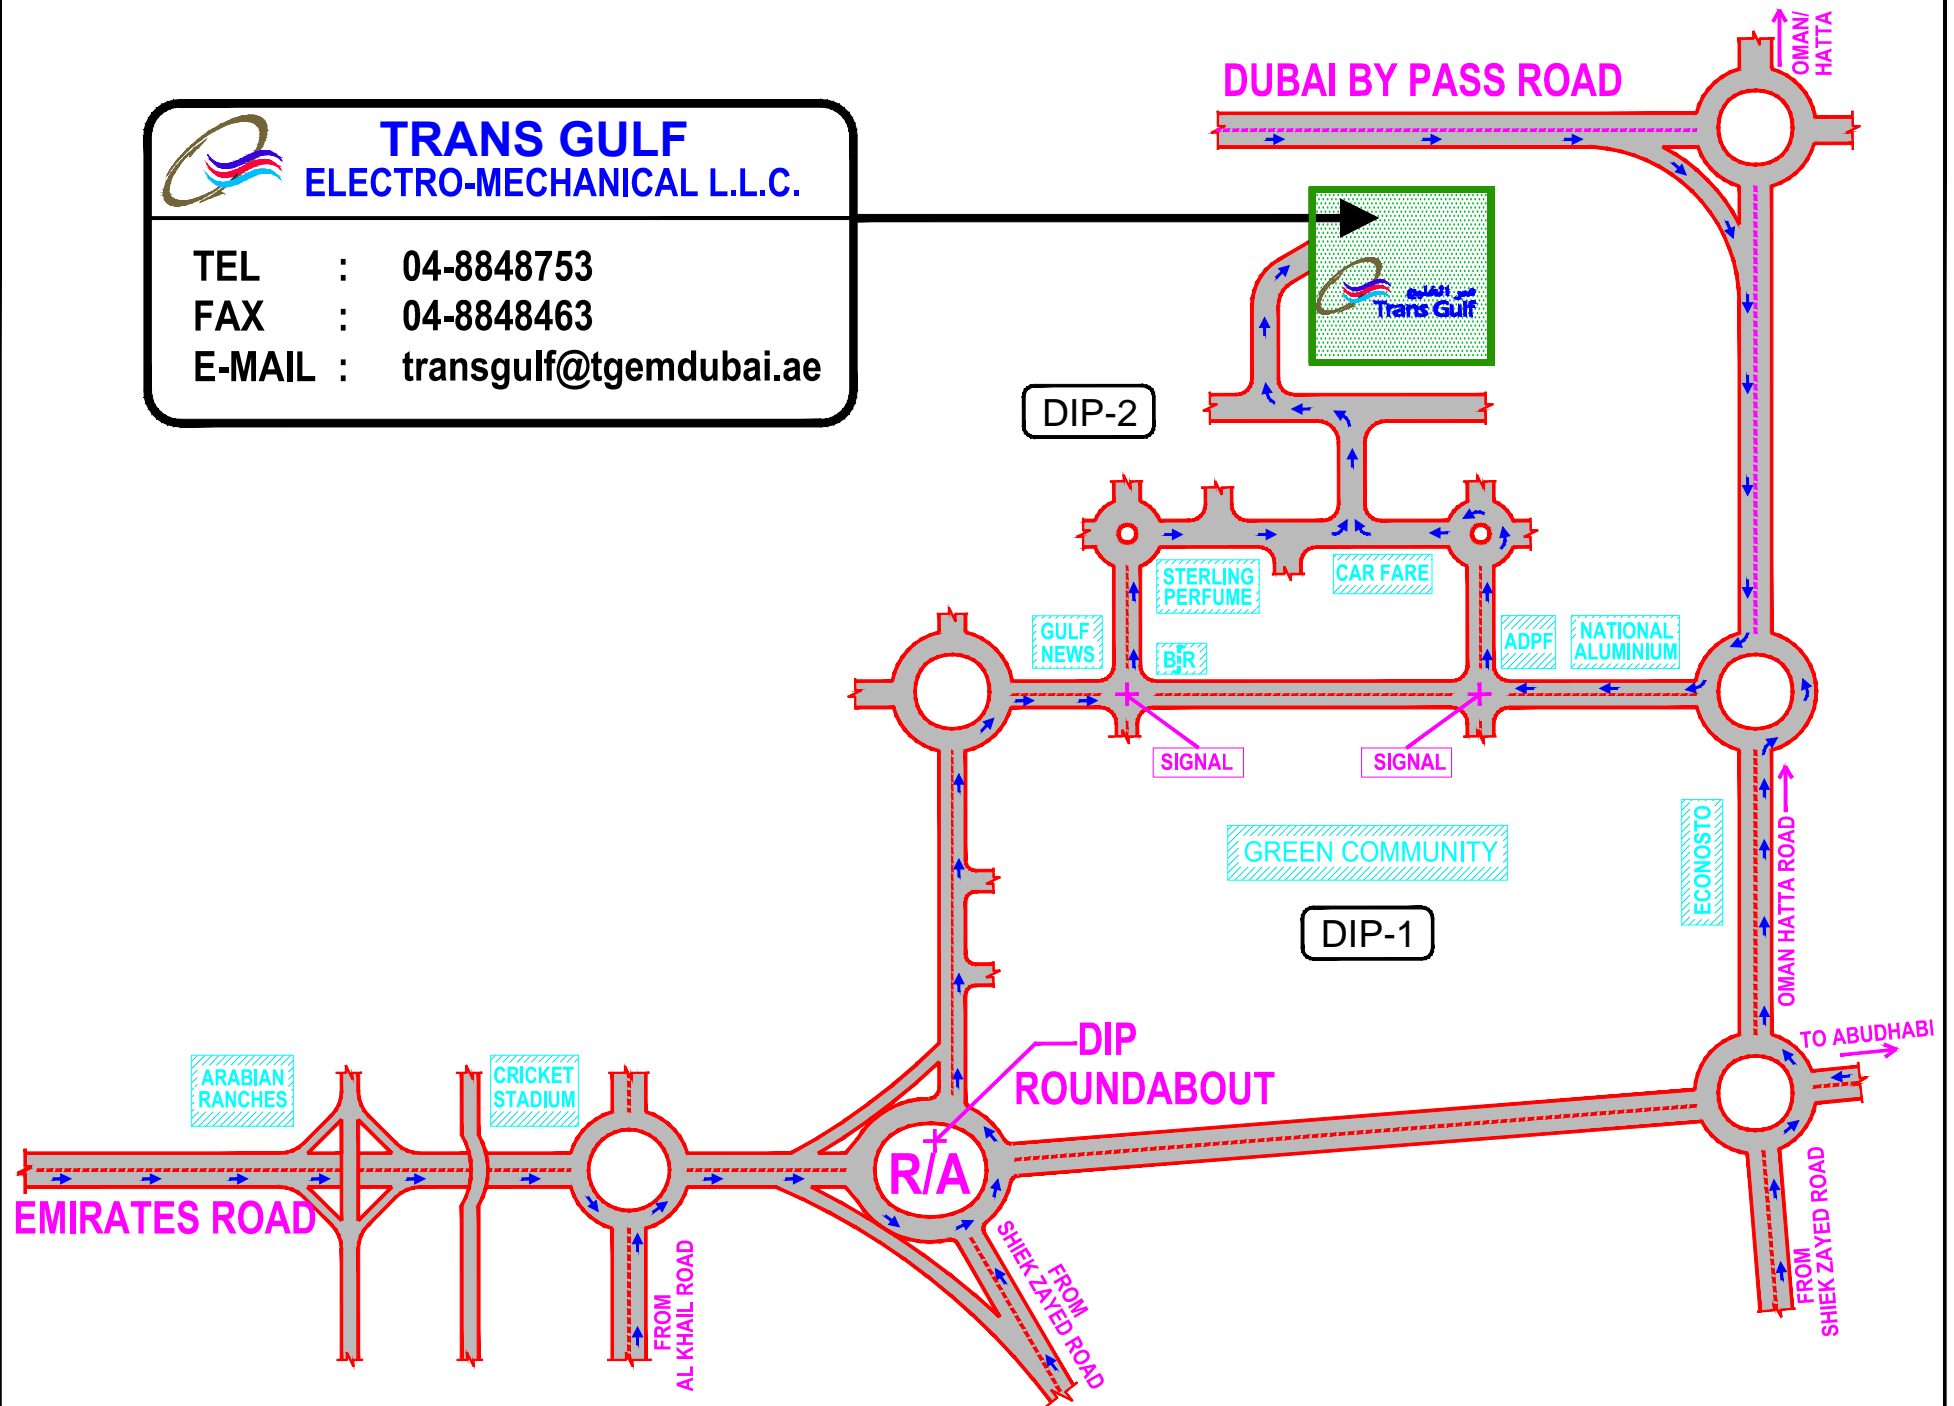 OMAN/
HATTA
DUBAI BY PASS ROAD
TRANS GULF
ELECTRO-MECHANICAL L.L.C.
TEL : 04-8848753
FAX : 04-8848463
E-MAIL : transgulf@tgemdubai.ae
Trans Gulf
DIP-2
STERLING
PERFUME
CAR FARE
GULF
NEWS
B&R
ADPF
NATIONAL
ALUMINIUM
SIGNAL
SIGNAL
GREEN COMMUNITY
ECONOSTO
OMAN HATTA ROAD
DIP-1
TO ABUDHABI
DIP
ROUNDABOUT
ARABIAN
RANCHES
CRICKET
STADIUM
R/A
EMIRATES ROAD
FROM
AL KHAIL ROAD
FROM
SHIEK ZAYED ROAD
FROM
SHIEK ZAYED ROAD